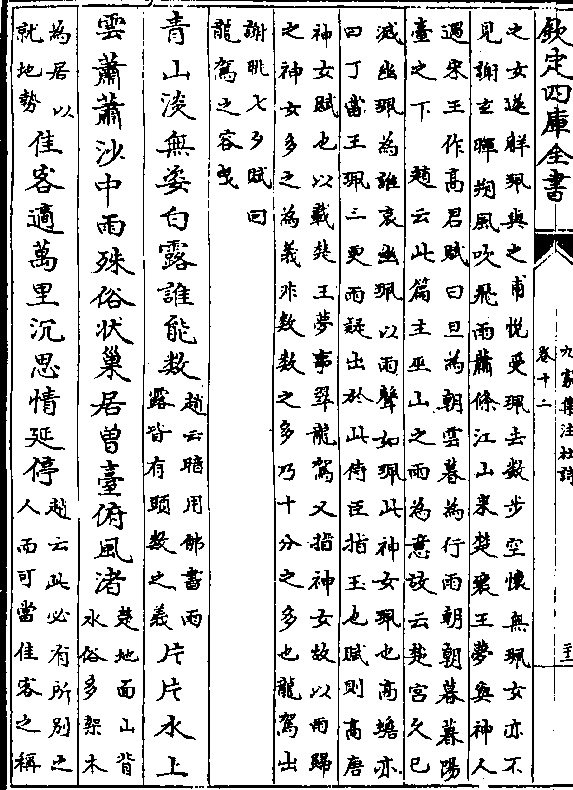 欽定四庫全書
九家集注杜詩
卷十二
之女遂解珮與之甫悅受珮去數步空懷無珮女亦不
見謝玄暉朔風吹飛雨蕭條江山來楚襄王夢與神人
遇宋王作高唐賦曰旦為朝雲暮為行雨朝朝暮暮陽
臺之下　趙云此篇主巫山之雨為意故云楚宮久已
滅幽珮為誰哀幽珮以雨聲如珮此神女珮也高蟾亦
曰丁當玉珮三更雨疑出於此侍臣指玉也賦則高唐
神女賦也以載楚王夢事翠龍駕又指神女故以雨歸
之神女多之為義非數數之多乃十分之多也龍駕出
謝朓七夕賦曰
龍駕之容曳
青山淡無姿白露誰能數
趙云暗用佛書雨
露皆有頭數之義
片片水上
雲蕭蕭沙中雨殊俗狀巢居曾臺俯風渚
楚地面山背
水俗多架木
為居以
就地勢
佳客適萬里沉思情延停
趙云此必有所別之
人而可當佳客之稱